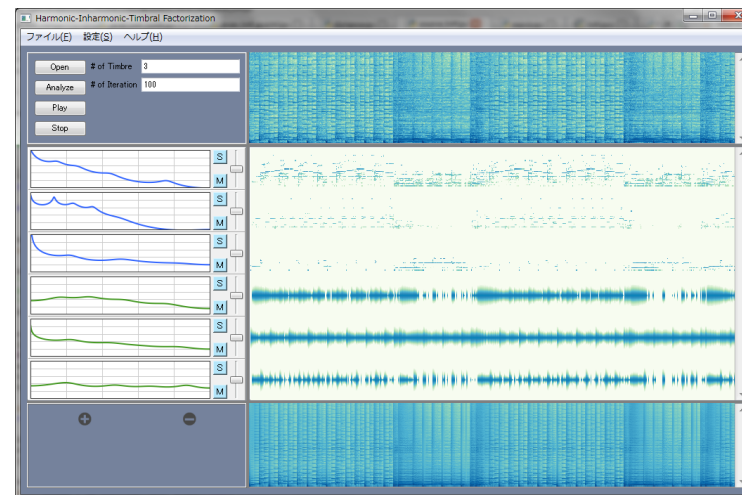 Harmonic-Inharmonic-Timbral Factorization
ファイル(F) 設定(S) ヘルプ(H)
Open # of Timbre 3
Analyze # of Iteration 100
Play
Stop
S
M
S
M
S
M
S
M
S
M
S
M